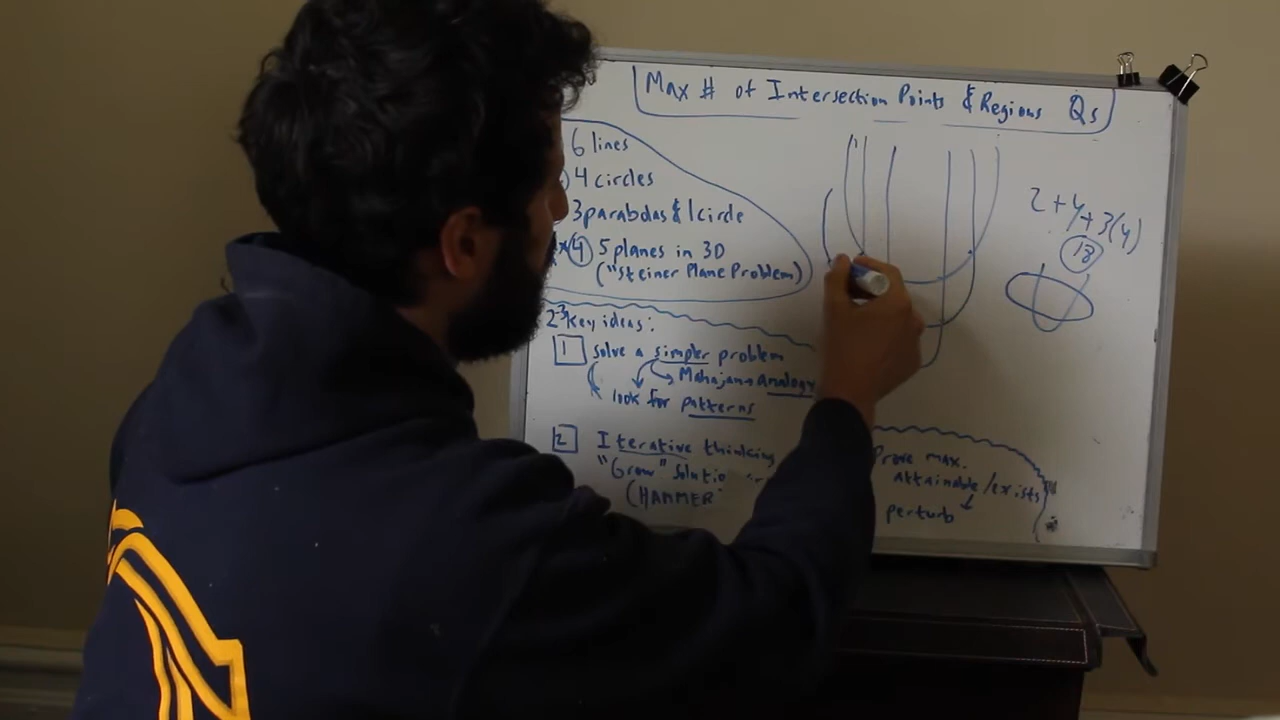 Max # of Intersection Points & Regions Qs
6 lines
4 circles
3 parabolas & 1 circle
4 5 planes in 3D
("Steiner Plane Problem)
2 + 4 + 3(4)
18
2-3 Key ideas:
1 solve a simpler problem
Mahajan analogy
look for patterns
2 Iterative thinking
"Grow" Solutio
(HAMMER
Prove max.
attainable/exists
perturb